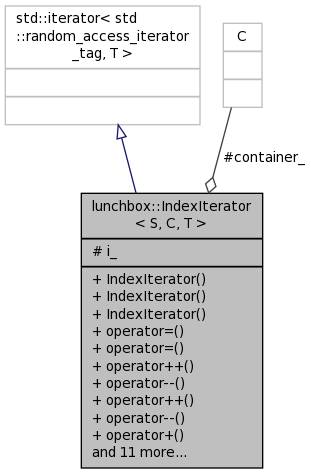 std::iterator< std
::random_access_iterator
_tag, T >
C
#container_
lunchbox::IndexIterator
< S, C, T >
# i_
+ IndexIterator()
+ IndexIterator()
+ IndexIterator()
+ operator=()
+ operator=()
+ operator++()
+ operator--()
+ operator++()
+ operator--()
+ operator+()
and 11 more...